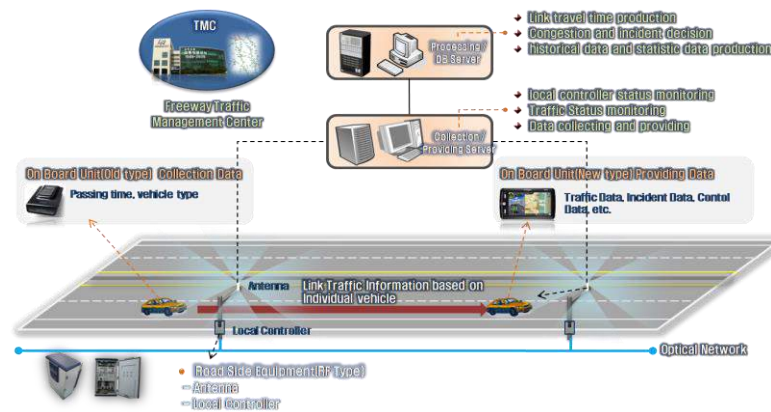 TMC
Freeway Traffic
Management Center
Processing/
DB Server
Link travel time production
Congestion and incident decision
historical data and statistic data production
local controller status monitoring
Traffic Status monitoring
Data collecting and providing
Collection/
Providing Server
On Board Unit(Old type) Collection Data
Passing time, vehicle type
On Board Unit(New type) Providing Data
Traffic Data, Incident Data, Contol
Data, etc.
Antenna
Link Traffic Information based on
Individual vehicle
Local Controller
Optical Network
Road Side Equipment(RF Type)
-Antenna
-Local Controller